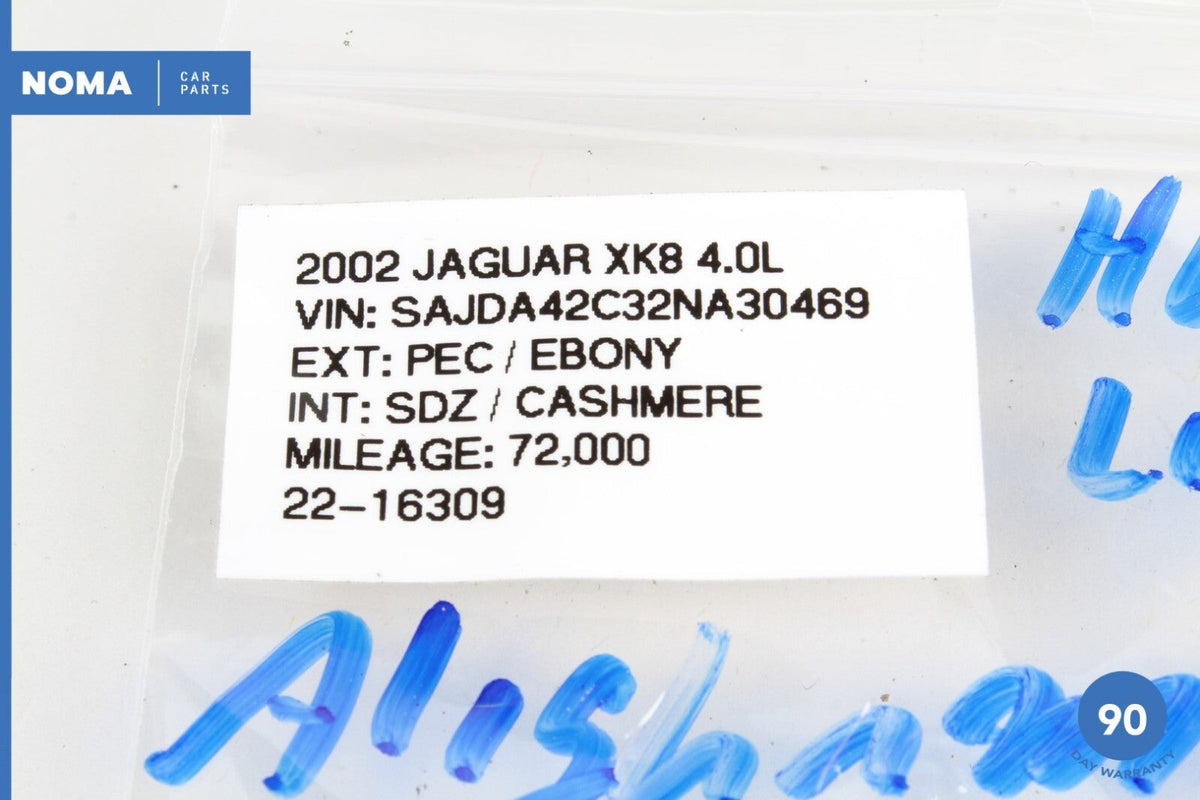 NOMA
CAR
PARTS
2002 JAGUAR XK8 4.0L
VIN: SAJDA42C32NA30469
EXT: PEC / EBONY
INT: SDZ / CASHMERE
MILEAGE: 72,000
22-16309
90
DAY WARRANTY